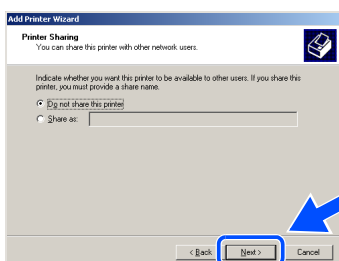 Add Printer Wizard
Printer Sharing
You can share this printer with other network users.
Indicate whether you want this printer to be available to other users. If you share this
printer, you must provide a share name.
Do not share this printer
Share as:
< Back
Next >
Cancel